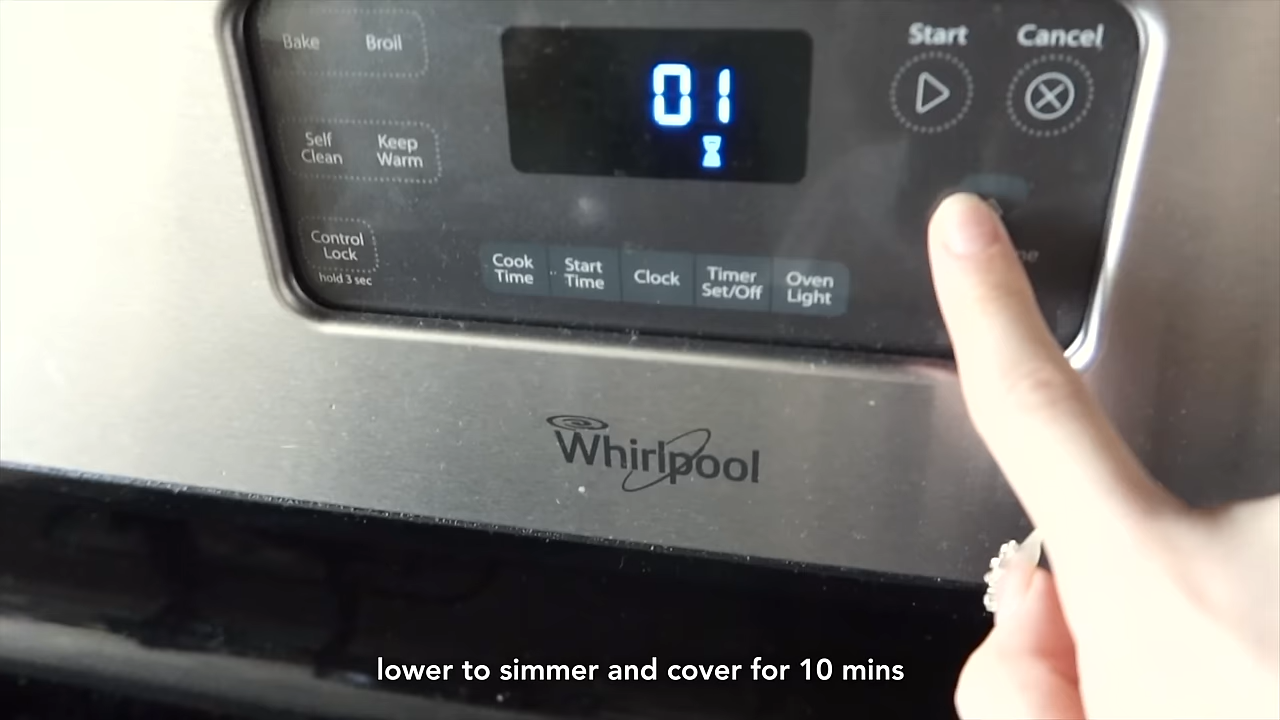 Bake Broil
Start Cancel
01
Self Clean
Keep Warm
Control Lock
hold 3 sec
Cook Time
Start Time
Clock
Timer Set/Off
Oven Light
Whirlpool
lower to simmer and cover for 10 mins